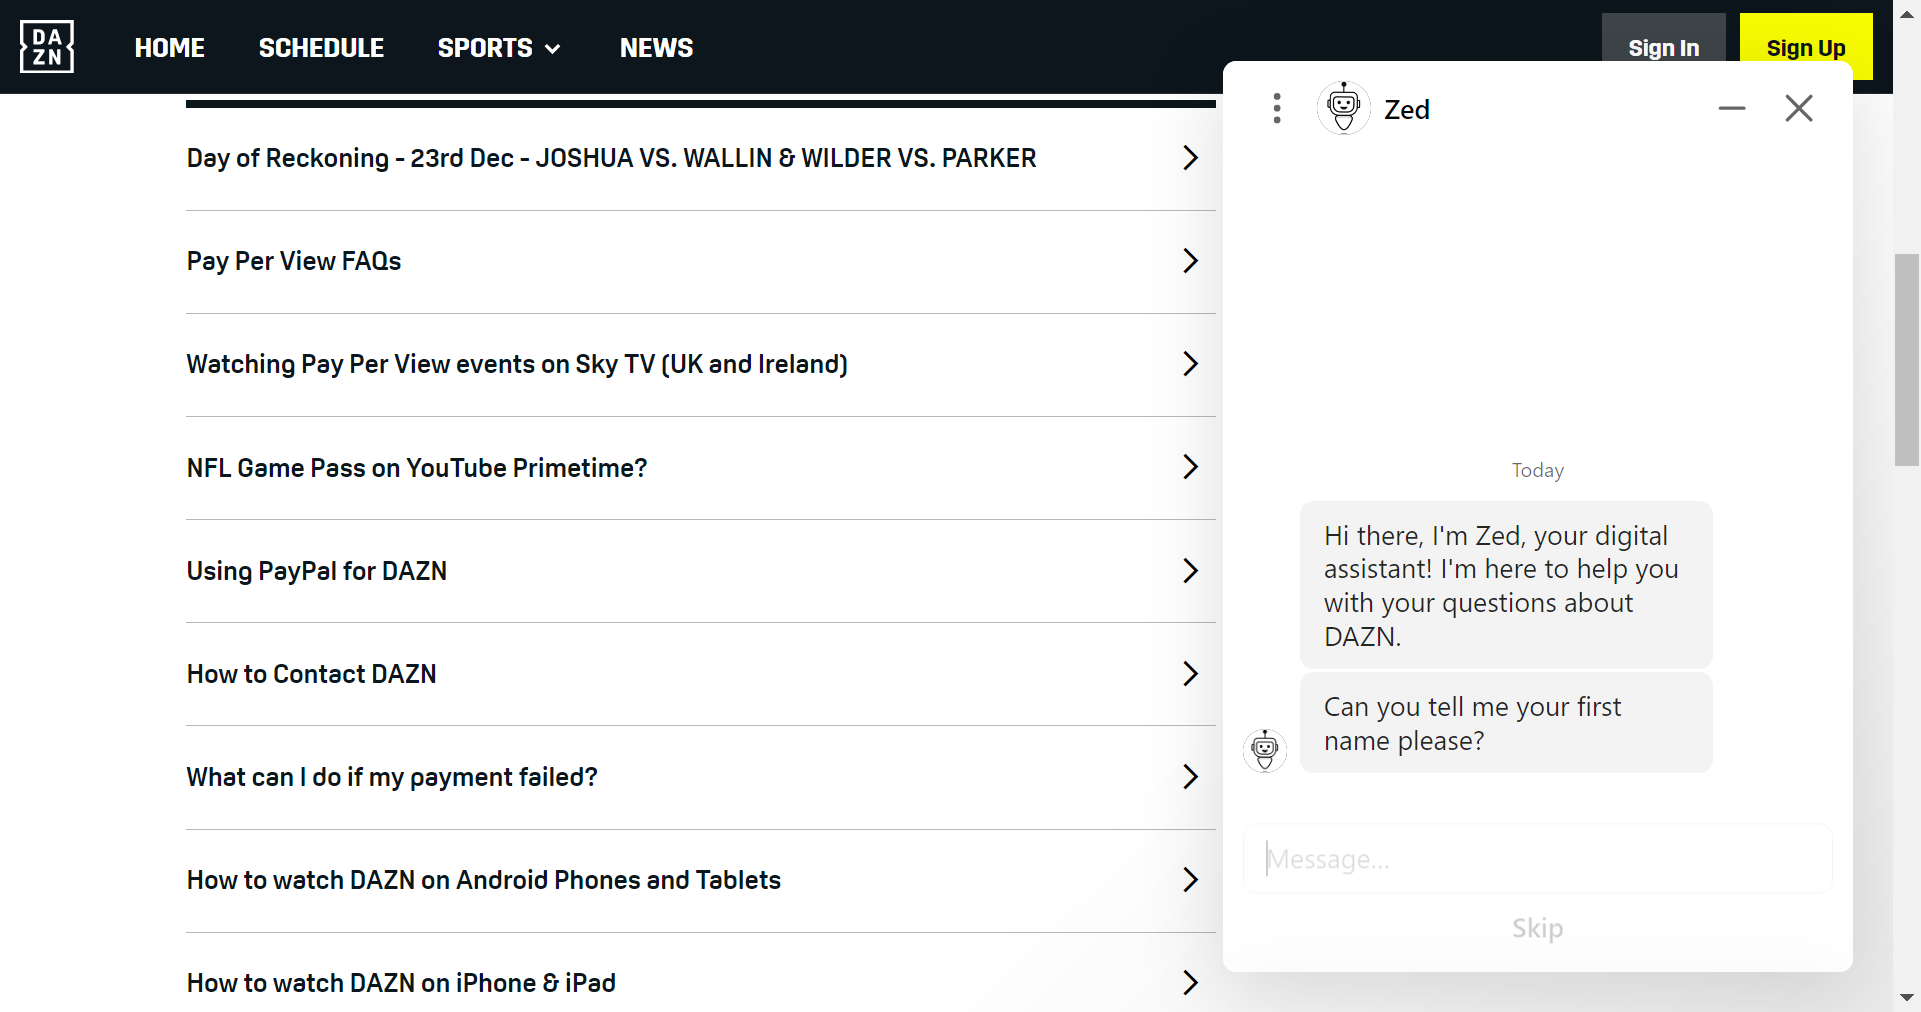 DA
ZN
HOME
SCHEDULE
SPORTS
NEWS
Sign In
Sign Up
Day of Reckoning - 23rd Dec - JOSHUA VS. WALLIN & WILDER VS. PARKER
Pay Per View FAQs
Watching Pay Per View events on Sky TV (UK and Ireland)
NFL Game Pass on YouTube Primetime?
Using PayPal for DAZN
How to Contact DAZN
What can I do if my payment failed?
How to watch DAZN on Android Phones and Tablets
How to watch DAZN on iPhone & iPad
Zed
Today
Hi there, I'm Zed, your digital
assistant! I'm here to help you
with your questions about
DAZN.
Can you tell me your first
name please?
Message...
Skip